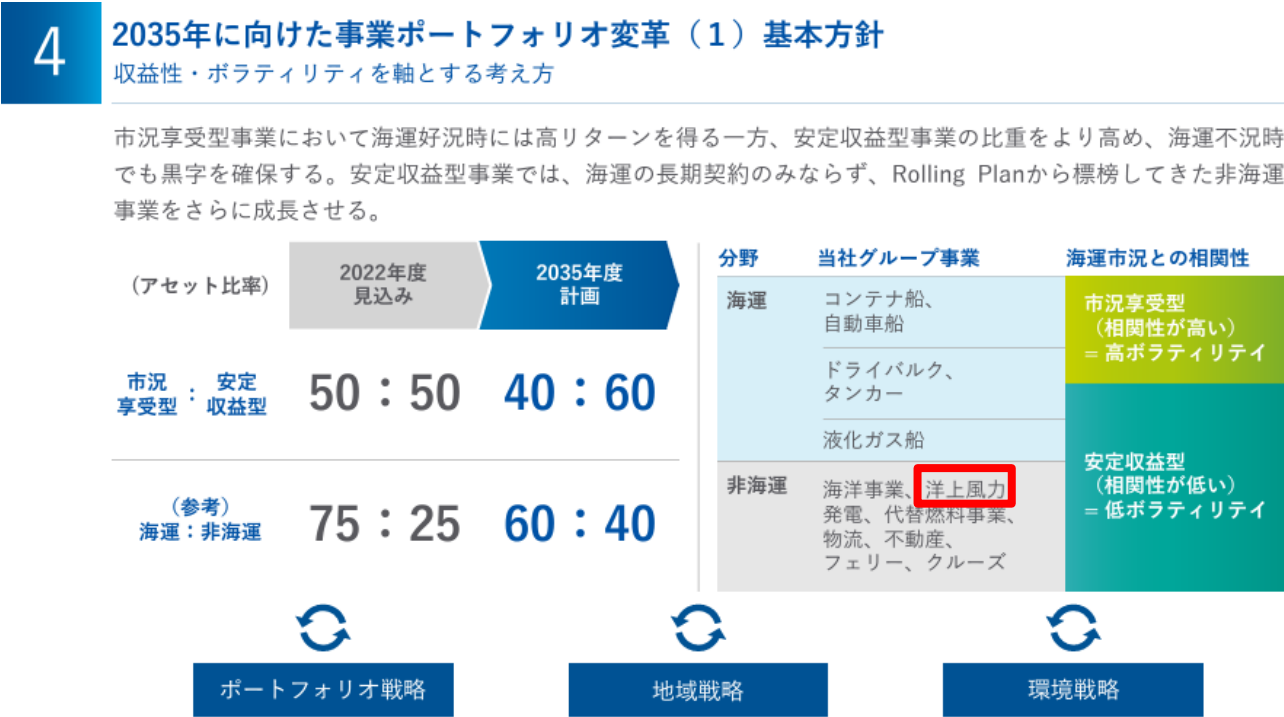 4
2035年に向けた事業ポートフォリオ変革（１）基本方針
収益性・ボラティリティを軸とする考え方
市況享受型事業において海運好況時には高リターンを得る一方、安定収益型事業の比重をより高め、海運不況時
でも黒字を確保する。安定収益型事業では、海運の長期契約のみならず、Rolling Planから標榜してきた非海運
事業をさらに成長させる。
（アセット比率）
2022年度
見込み
2035年度
計画
市況
享受型
：
安定
収益型
50：50
40：60
（参考）
海運：非海運
75：25
60：40
分野
当社グループ事業
海運市況との相関性
海運
コンテナ船、
自動車船
ドライバルク、
タンカー
液化ガス船
非海運
海洋事業、洋上風力
発電、代替燃料事業、
物流、不動産、
フェリー、クルーズ
市況享受型
（相関性が高い）
= 高ボラティリテイ
安定収益型
（相関性が低い）
= 低ボラティリテイ
ポートフォリオ戦略
地域戦略
環境戦略